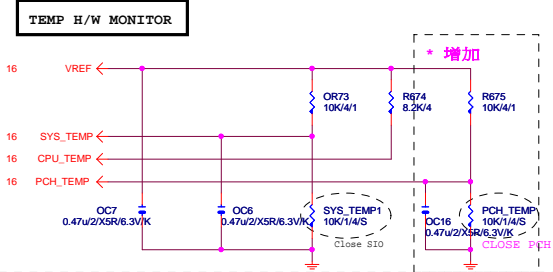 TEMP H/W MONITOR
* 增加
16 VREF
OR73
10K/4/1
R674
8.2K/4
R675
10K/4/1
16 SYS_TEMP
16 CPU_TEMP
16 PCH_TEMP
OC7
0.47u/2/X5R/6.3V/K
OC6
0.47u/2/X5R/6.3V/K
SYS_TEMP1
10K/1/4/S
Close SIO
OC16
0.47u/2/X5R/6.3V/K
PCH_TEMP
10K/1/4/S
CLOSE PCH